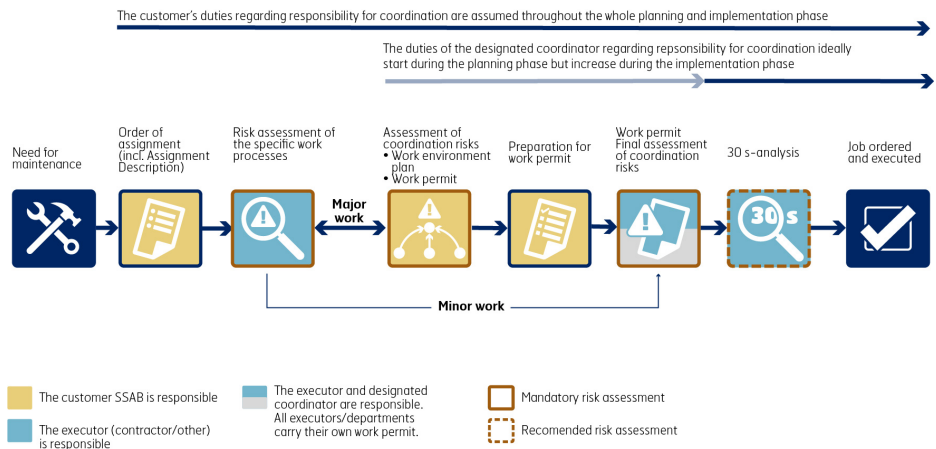 The customer's duties regarding responsibility for coordination are assumed throughout the whole planning and implementation phase
The duties of the designated coordinator regarding repsonsibility for coordination ideally
start during the planning phase but increase during the implementation phase
Need for
maintenance
Order of
assignment
(incl. Assignment
Description)
Risk assessment of
the specific work
processes
Assessment of
coordination risks
• Work environment
plan
• Work permit
Preparation for
work permit
Work permit
Final assessment
of coordination
risks
30 s-analysis
Job ordered
and executed
Major
work
30 s
Minor work
The customer SSAB is responsible
The executor (contractor/other)
is responsible
The executor and designated
coordinator are responsible.
All executors/departments
carry their own work permit.
Mandatory risk assessment
Recomended risk assessment